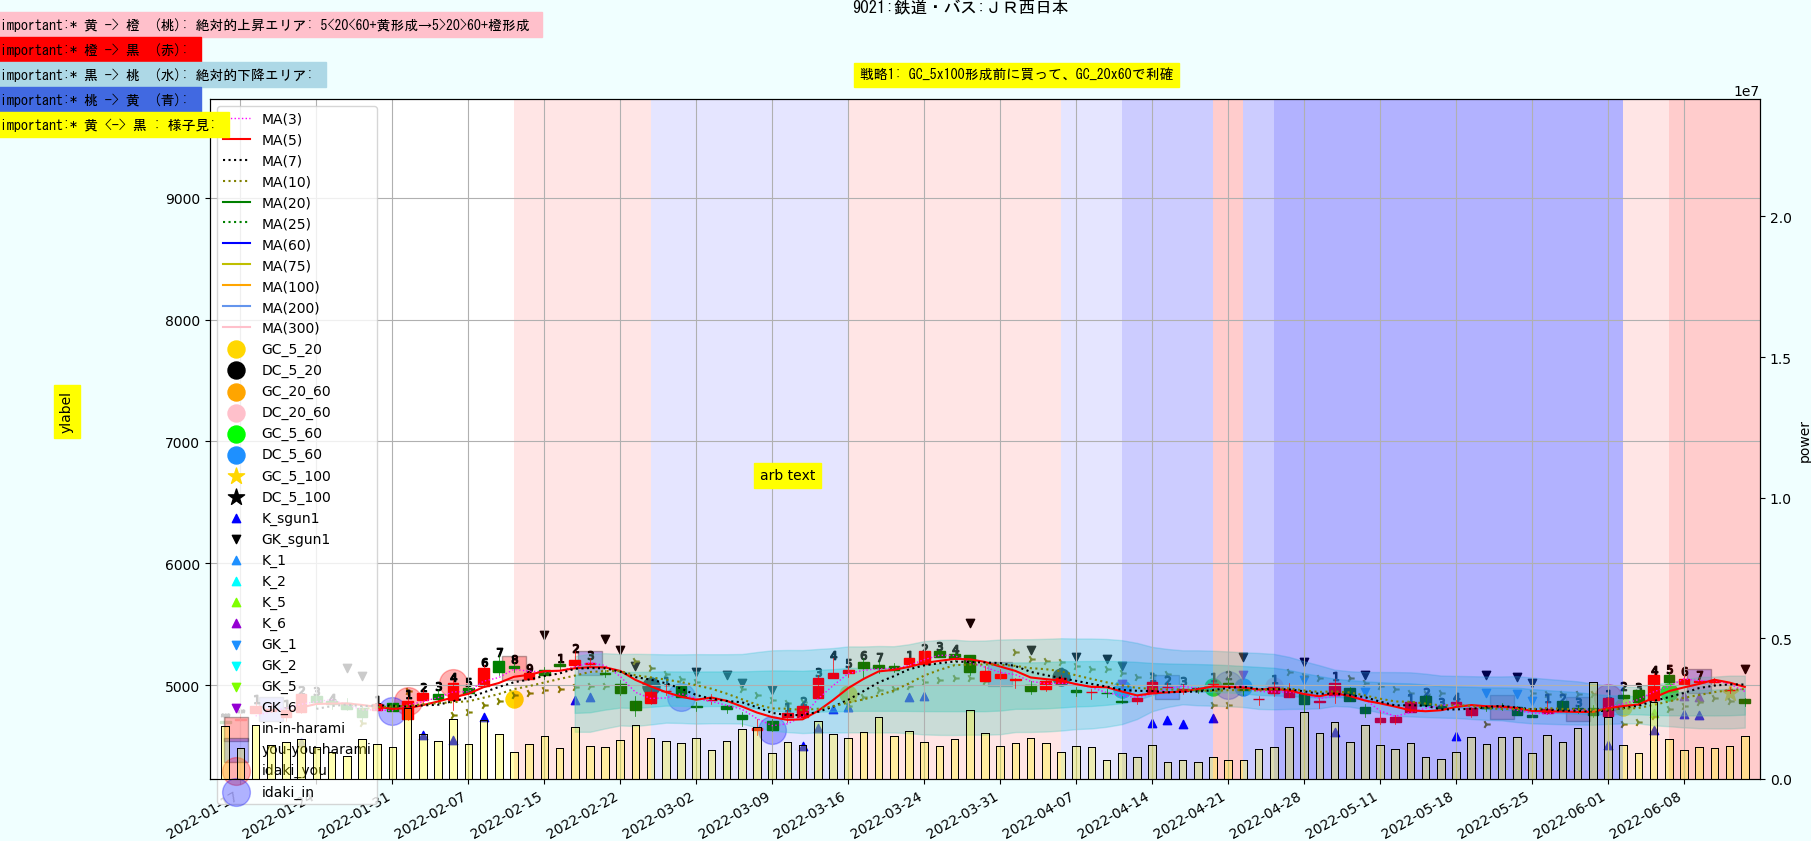 9021:鉄道・バス:ＪＲ西日本
important:* 黄 -> 橙 （桃）: 絶対的上昇エリア: 5<20<60+黄形成→5>20>60+橙形成
important:* 橙 -> 黒 （赤）:
important:* 黒 -> 桃 （水）: 絶対的下降エリア:
戦略1: GC_5x100形成前に買って、GC_20x60で利確
important:* 桃 -> 黄 （青）:
important:* 黄 <-> 黒 : 様子見:
1e7
MA(3)
MA(5)
MA(7)
MA(10)
MA(20)
MA(25)
MA(60)
MA(75)
MA(100)
MA(200)
MA(300)
GC_5_20
DC_5_20
GC_20_60
DC_20_60
GC_5_60
DC_5_60
GC_5_100
DC_5_100
K_sgun1
GK_sgun1
K_1
K_2
K_5
K_6
GK_1
GK_2
GK_5
GK_6
in-in-harami
you-you-harami
idaki_you
idaki_in
9000
8000
7000
6000
5000
ylabel
arb text
2.0
1.5
1.0
0.5
0.0
power
2022-01-17
2022-01-24
2022-01-31
2022-02-07
2022-02-15
2022-02-22
2022-03-02
2022-03-09
2022-03-16
2022-03-24
2022-03-31
2022-04-07
2022-04-14
2022-04-21
2022-04-28
2022-05-11
2022-05-18
2022-05-25
2022-06-01
2022-06-08